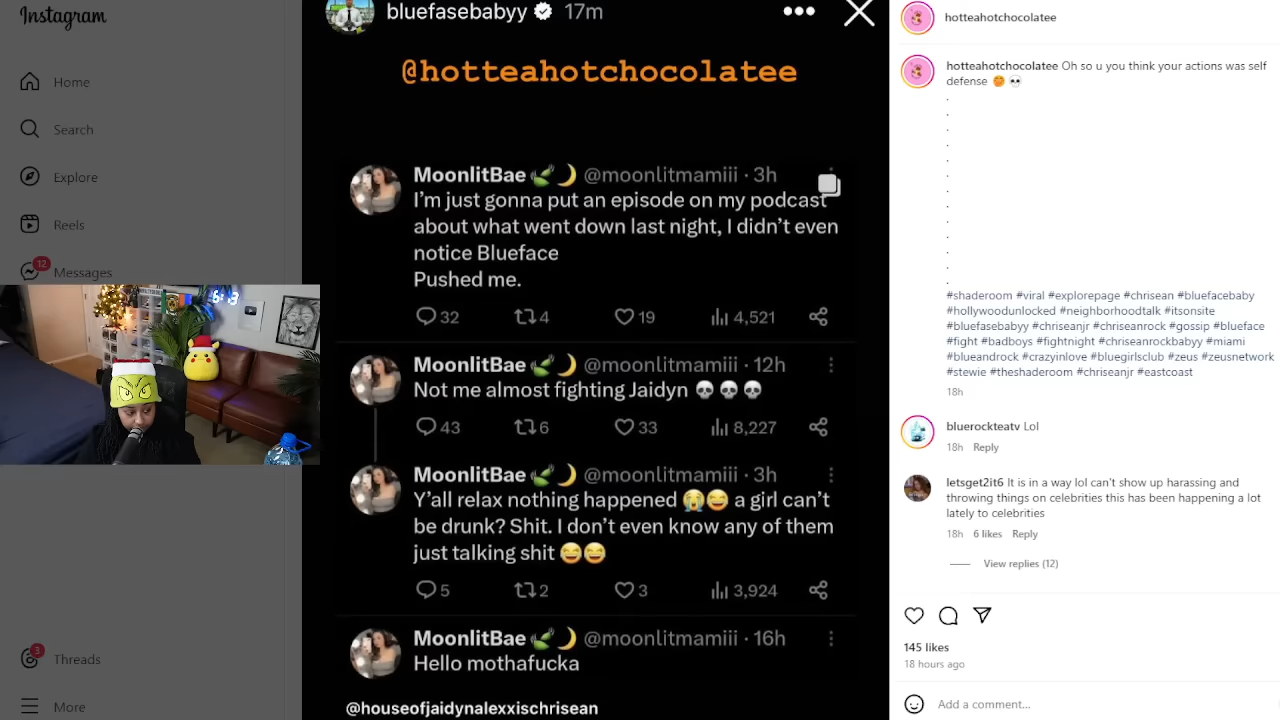 Instagram
Home
Search
Explore
Reels
12
Messages
3
Threads
More
bluefasebabyy 17m
@hotteahotchocolatee
MoonlitBae @moonlitmamiii · 3h
I'm just gonna put an episode on my podcast
about what went down last night, I didn't even
notice Blueface
Pushed me.
32 4 19 4,521
MoonlitBae @moonlitmamiii · 12h
Not me almost fighting Jaidyn 💀💀💀
43 6 33 8,227
MoonlitBae @moonlitmamiii · 3h
Y'all relax nothing happened 😭😂 a girl can't
be drunk? Shit. I don't even know any of them
just talking shit 😂😂
5 2 3 3,924
MoonlitBae @moonlitmamiii · 16h
Hello mothafucka
@houseofjaidynalexxischrisean
hotteahotchocolatee
hotteahotchocolatee Oh so u you think your actions was self
defense
.
.
.
.
.
.
.
.
.
.
.
.
.
#shaderoom #viral #explorepage #chrisean #bluefacebaby
#hollywoodunlocked #neighborhoodtalk #itsonsite
#bluefasebabyy #chriseanjr #chriseanrock #gossip #blueface
#fight #badboys #fightnight #chriseanrockbabyy #miami
#blueandrock #crazyinlove #bluegirlsclub #zeus #zeusnetwork
#stewie #theshaderoom #chriseanjr #eastcoast
18h
bluerockteatv Lol
18h Reply
letsget2it6 It is in a way lol can't show up harassing and
throwing things on celebrities this has been happening a lot
lately to celebrities
18h 6 likes Reply
View replies (12)
145 likes
18 hours ago
Add a comment...